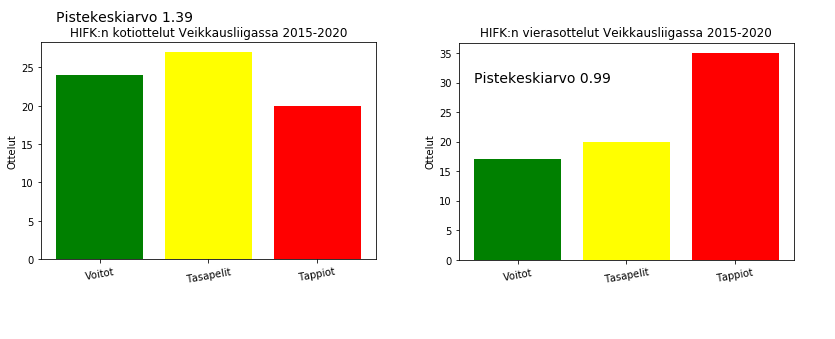 Pistekeskiarvo 1.39
HIFK:n kotiottelut Veikkausliigassa 2015-2020
Ottelut
25
20
15
10
5
0
Voitot
Tasapelit
Tappiot
HIFK:n vierasottelut Veikkausliigassa 2015-2020
Pistekeskiarvo 0.99
Ottelut
35
30
25
20
15
10
5
0
Voitot
Tasapelit
Tappiot